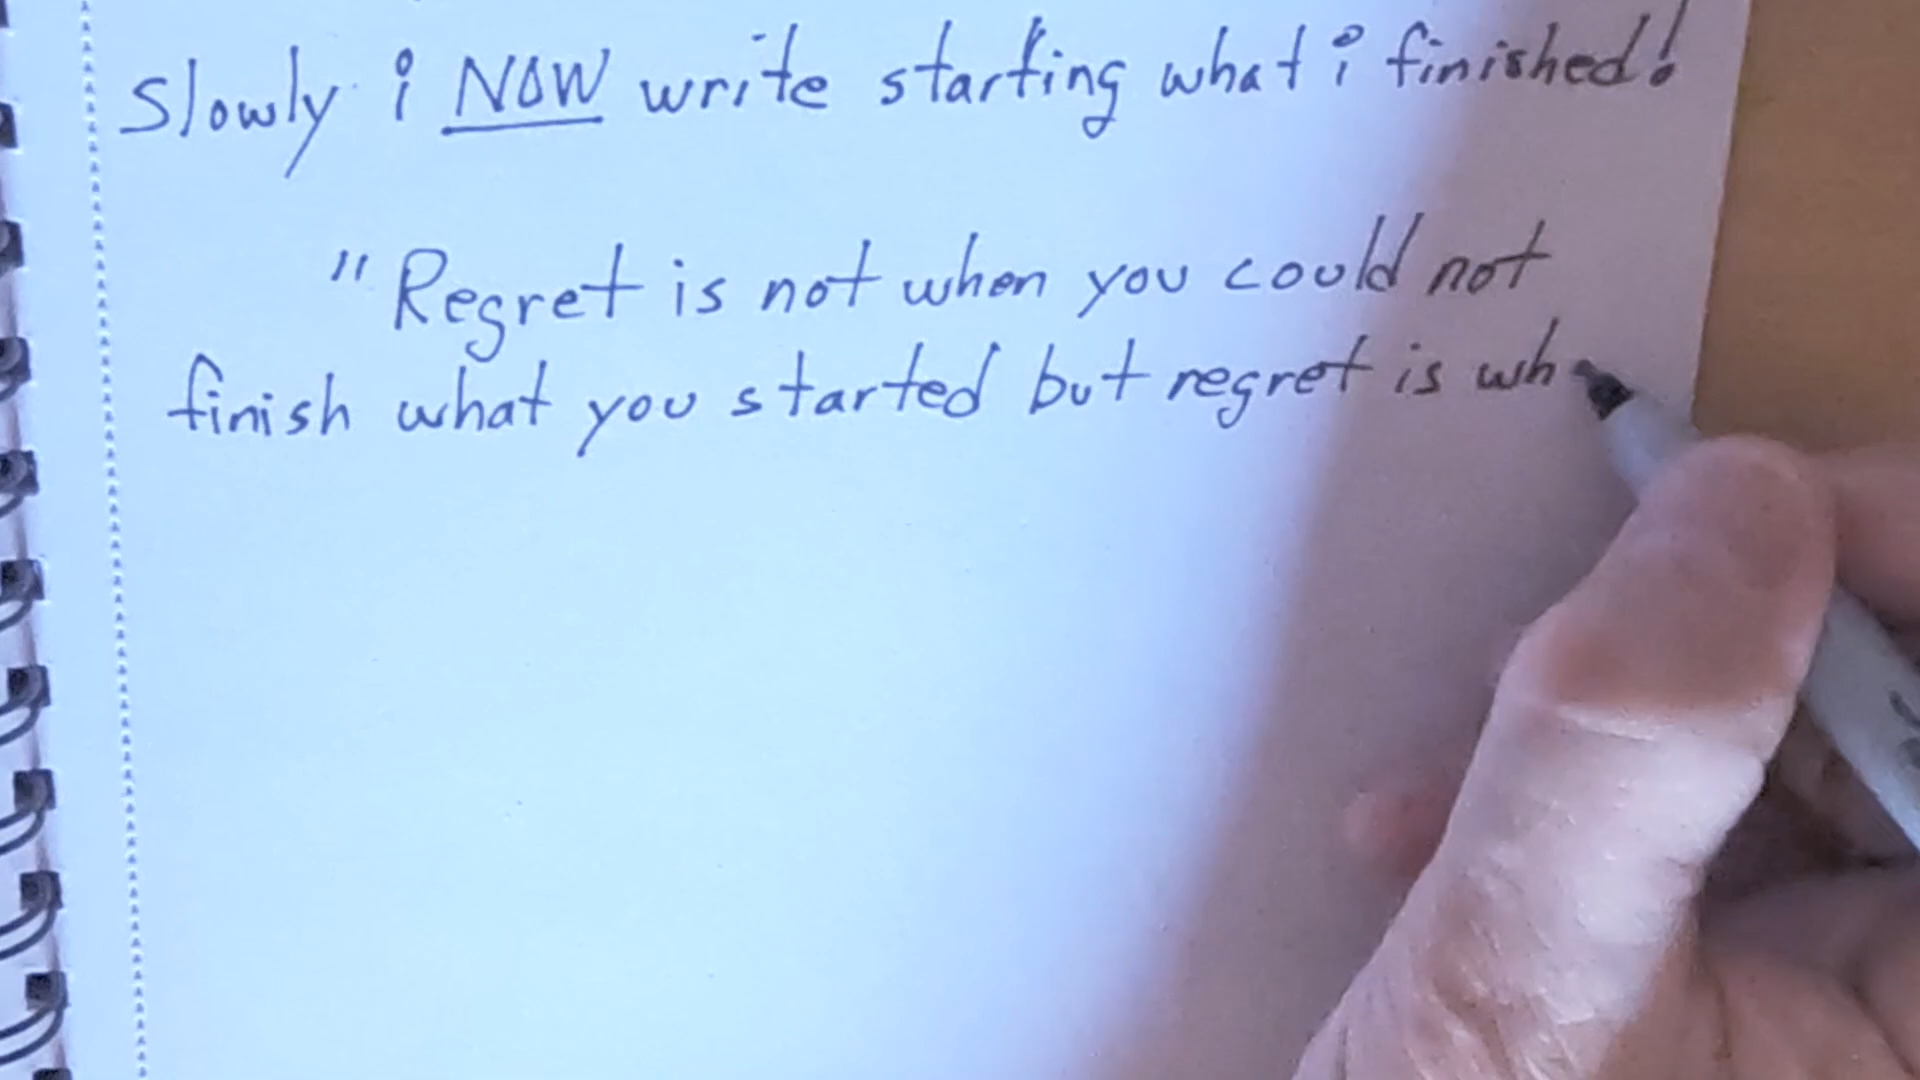 Slowly i NOW write starting what i finished!
"Regret is not when you could not
finish what you started but regret is wh